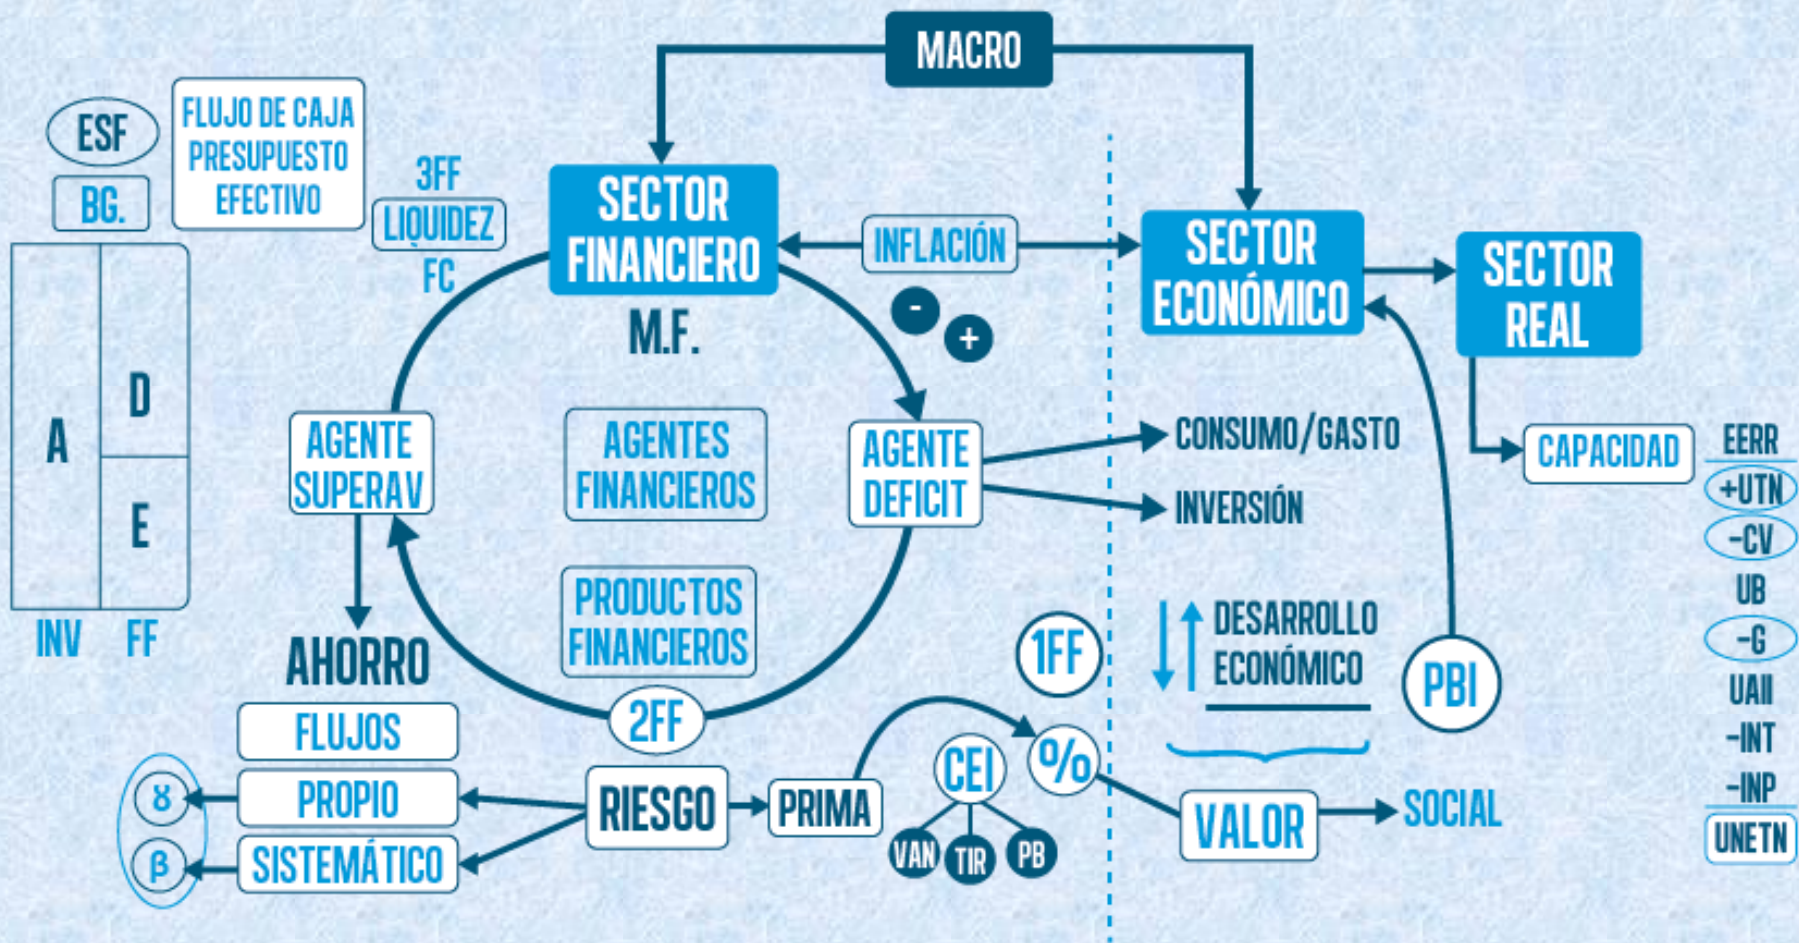 MACRO
ESF
BG.
FLUJO DE CAJA
PRESUPUESTO
EFECTIVO
3FF
LIQUIDEZ
FC
SECTOR
FINANCIERO
M.F.
INFLACIÓN
-
+
SECTOR
ECONÓMICO
SECTOR
REAL
A
D
E
INV
FF
AGENTE
SUPERAV
AGENTES
FINANCIEROS
AGENTE
DEFICIT
CONSUMO/GASTO
INVERSIÓN
CAPACIDAD
EERR
+UTN
-CV
UB
-G
UAII
-INT
-INP
UNETN
PRODUCTOS
FINANCIEROS
AHORRO
2FF
1FF
DESARROLLO
ECONÓMICO
PBI
FLUJOS
PROPIO
SISTEMÁTICO
β
RIESGO
PRIMA
CEI
%
VAN
TIR
PB
VALOR
SOCIAL